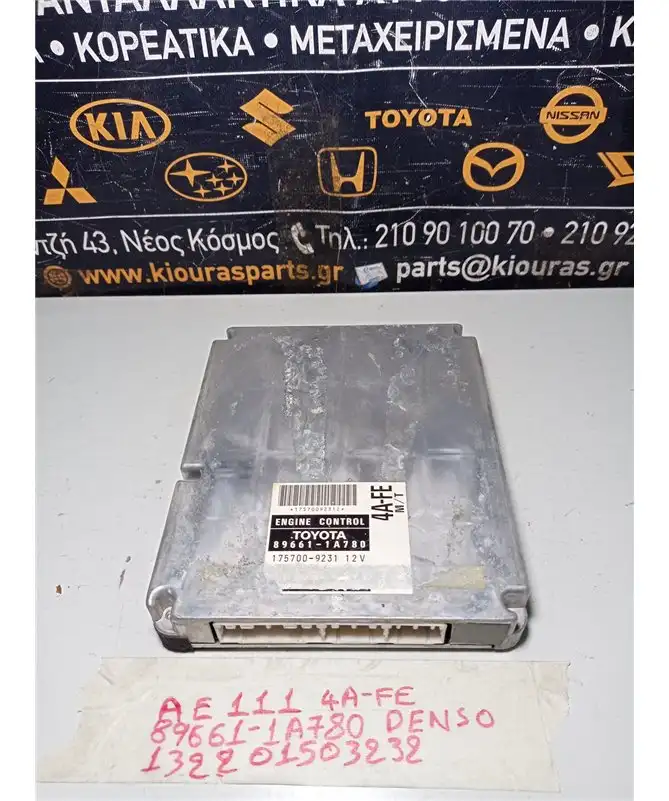 ΑΝΤΑΛΛΑΚΤΙΚΑ
• ΚΟΡΕΑΤΙΚΑ • ΜΕΤΑΧΕΙΡΙΣΜΕΝΑ •
KIA
TOYOTA
NISSAN
43, Νέος Κόσμος Τηλ.: 210 90 100 70 • 210 92
www.kiourasparts.gr parts@kiouras.gr
*1757009231Z*
ENGINE CONTROL
TOYOTA
89661-1A780
175700-9231 12V
4A-FE
M/T
AE 111 4A-FE
89661-1A780 DENSO
1322 01503232